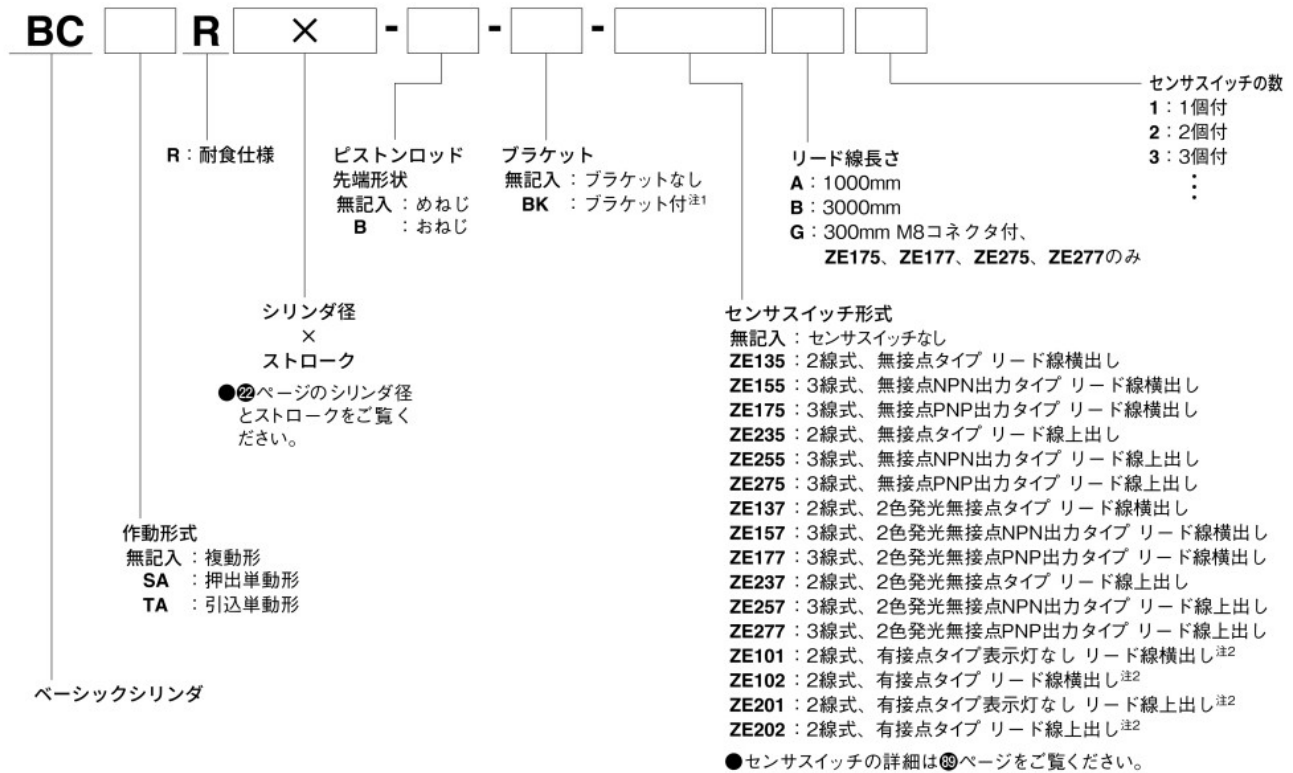 BC R × - - -
センサスイッチの数
1：1個付
2：2個付
3：3個付
⋮
R：耐食仕様
ピストンロッド
先端形状
無記入：めねじ
B：おねじ
ブラケット
無記入：ブラケットなし
BK：ブラケット付注1
リード線長さ
A：1000mm
B：3000mm
G：300mm M8コネクタ付、
ZE175、ZE177、ZE275、ZE277のみ
シリンダ径
×
ストローク
●㉒ページのシリンダ径
とストロークをご覧く
ださい。
センサスイッチ形式
無記入：センサスイッチなし
ZE135：2線式、無接点タイプ リード線横出し
ZE155：3線式、無接点NPN出力タイプ リード線横出し
ZE175：3線式、無接点PNP出力タイプ リード線横出し
ZE235：2線式、無接点タイプ リード線上出し
ZE255：3線式、無接点NPN出力タイプ リード線上出し
ZE275：3線式、無接点PNP出力タイプ リード線上出し
ZE137：2線式、2色発光無接点タイプ リード線横出し
ZE157：3線式、2色発光無接点NPN出力タイプ リード線横出し
ZE177：3線式、2色発光無接点PNP出力タイプ リード線横出し
ZE237：2線式、2色発光無接点タイプ リード線上出し
ZE257：3線式、2色発光無接点NPN出力タイプ リード線上出し
ZE277：3線式、2色発光無接点PNP出力タイプ リード線上出し
ZE101：2線式、有接点タイプ表示灯なし リード線横出し注2
ZE102：2線式、有接点タイプ リード線横出し注2
ZE201：2線式、有接点タイプ表示灯なし リード線上出し注2
ZE202：2線式、有接点タイプ リード線上出し注2
●センサスイッチの詳細は89ページをご覧ください。
作動形式
無記入：複動形
SA：押出単動形
TA：引込単動形
ベーシックシリンダ